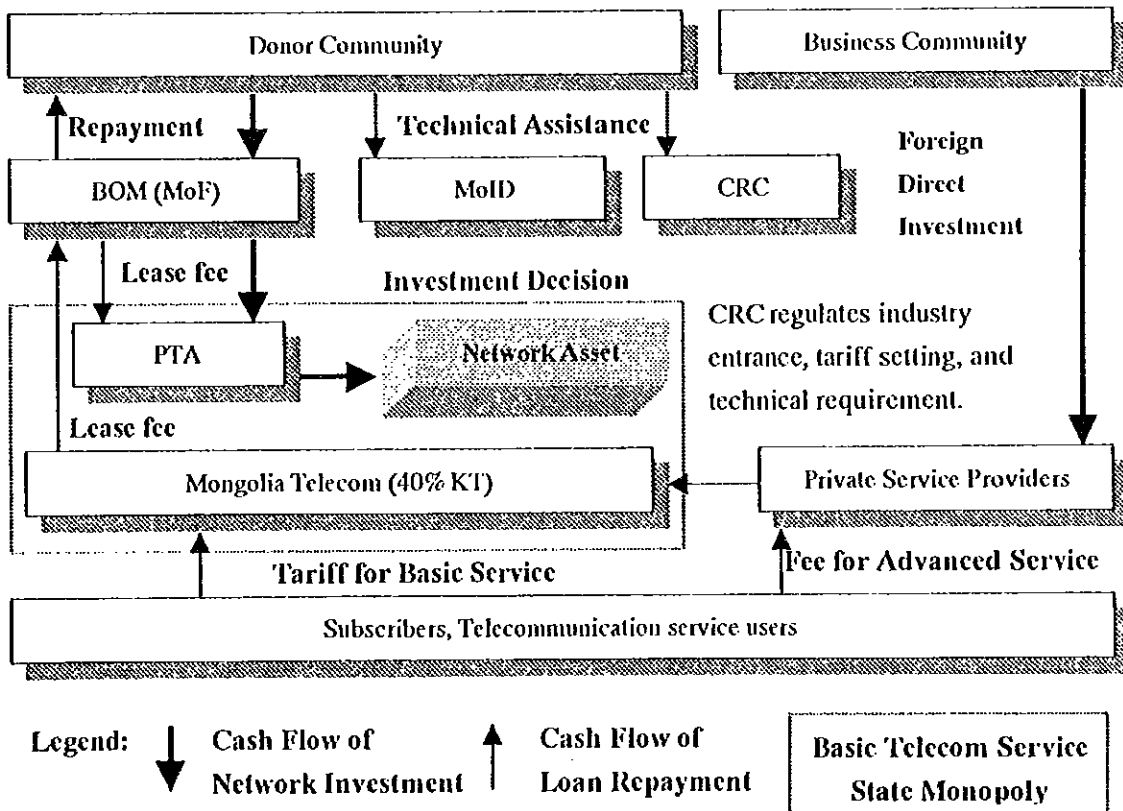 Donor Community
Business Community
Repayment
Technical Assistance
Foreign
Direct
Investment
BOM (MoF)
MoID
CRC
Lease fee
Investment Decision
PTA
Network Asset
CRC regulates industry
entrance, tariff setting, and
technical requirement.
Lease fee
Mongolia Telecom (40% KT)
Private Service Providers
Tariff for Basic Service
Fee for Advanced Service
Subscribers, Telecommunication service users
Legend:
Cash Flow of
Network Investment
Cash Flow of
Loan Repayment
Basic Telecom Service
State Monopoly